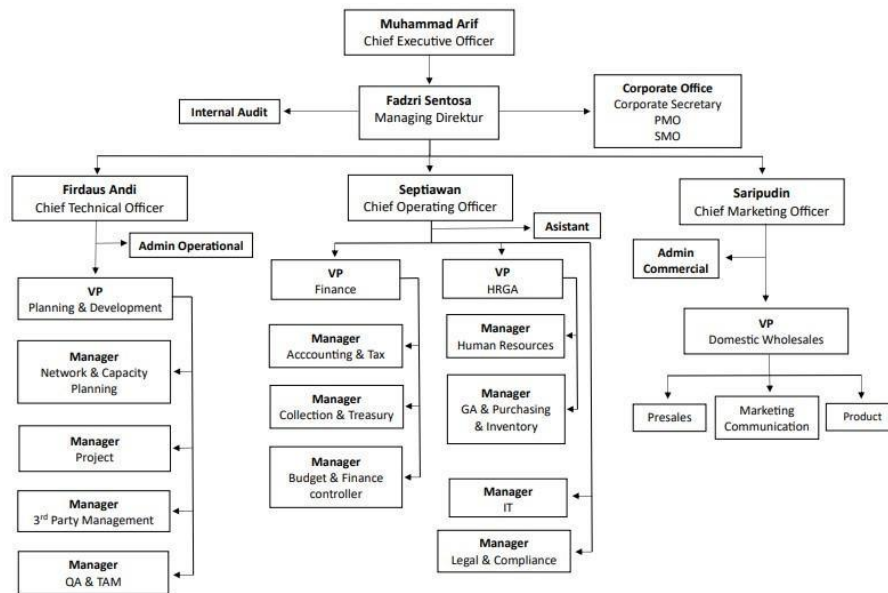 Muhammad Arif
Chief Executive Officer
Fadzri Sentosa
Managing Direktur
Internal Audit
Corporate Office
Corporate Secretary
PMO
SMO
Firdaus Andi
Chief Technical Officer
Septiawan
Chief Operating Officer
Saripudin
Chief Marketing Officer
Admin Operational
Asistant
Admin
Commercial
VP
Planning & Development
VP
Finance
VP
HRGA
VP
Domestic Wholesales
Manager
Network & Capacity
Planning
Manager
Project
Manager
3rd Party Management
Manager
QA & TAM
Manager
Acccounting & Tax
Manager
Collection & Treasury
Manager
Budget & Finance
controller
Manager
Human Resources
Manager
GA & Purchasing
& Inventory
Manager
IT
Manager
Legal & Compliance
Presales
Marketing
Communication
Product